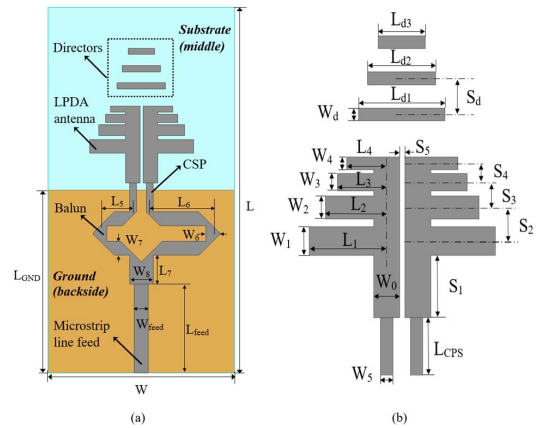 Substrate
(middle)
Directors
LPDA
antenna
CSP
L5
L6
L
Balun
W7
W6
W8
L7
LGND
Ground
(backside)
Wfeed
Lfeed
Microstrip
line feed
W
(a)
Ld3
Ld2
Sd
Ld1
Wd
L4
S5
W4
S4
W3
L3
S3
W2
L2
S2
W1
L1
W0
S1
LCPS
W5
(b)